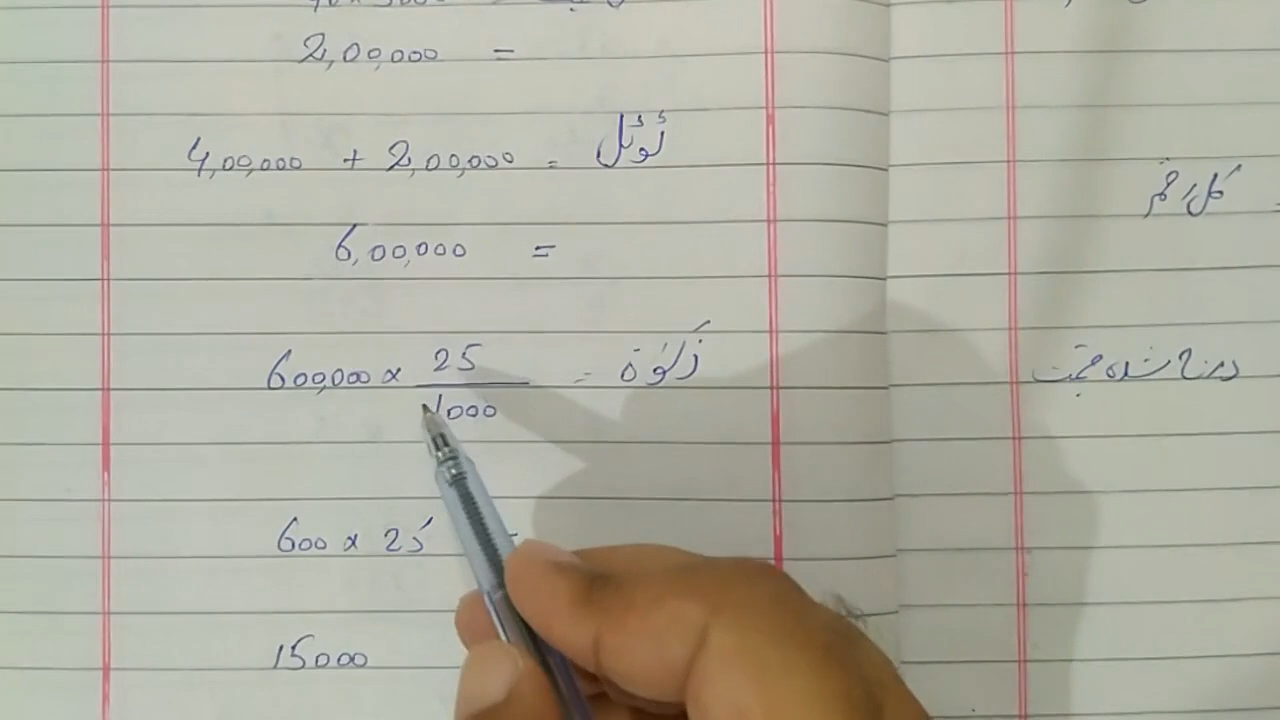 2,00,000 =
4,00,000 + 2,00,000 = ٹوٹل
6,00,000 =
600,000 x 25/1000 = زکوٰۃ
600 x 25 =
15000
کل رقم =